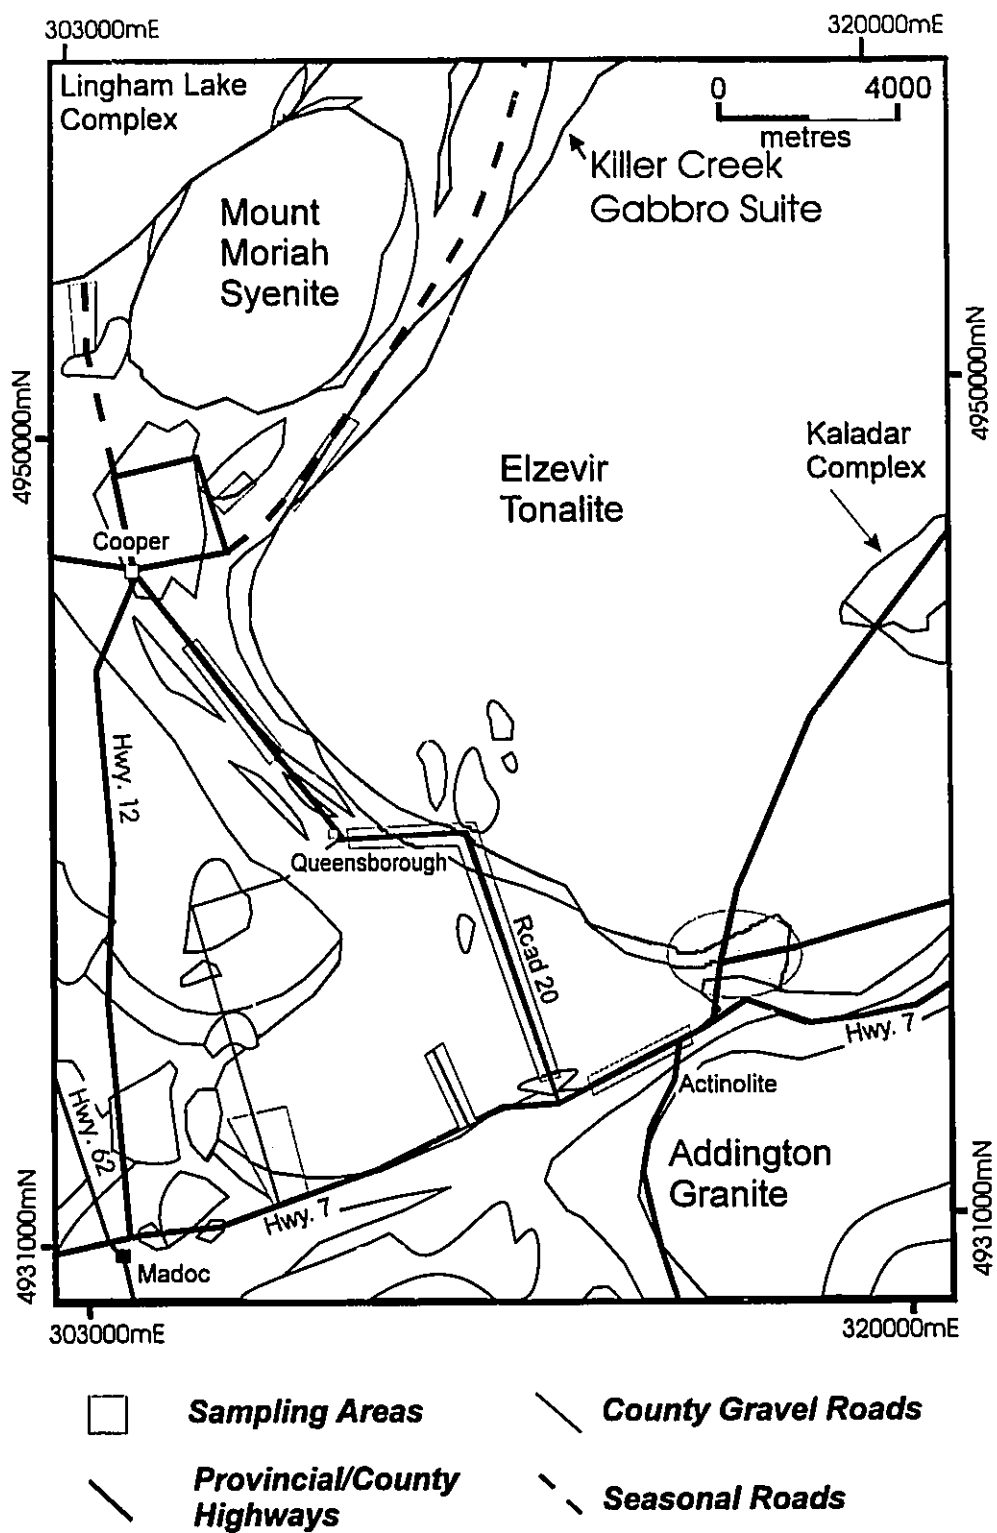 303000mE
320000mE
Lingham Lake
Complex
0 4000
metres
Killer Creek
Gabbro Suite
Mount
Moriah
Syenite
4950000mN
4950000mN
Kaladar
Complex
Elzevir
Tonalite
Cooper
Hwy. 12
Queensborough
Road 20
Hwy. 7
Actinolite
Hwy. 62
Addington
Granite
4931000mN
4931000mN
Hwy. 7
Madoc
303000mE
320000mE
Sampling Areas
County Gravel Roads
Provincial/County
Highways
Seasonal Roads